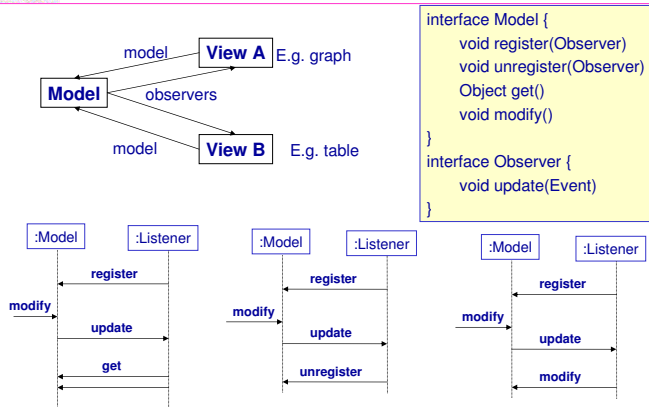 model
View A
E.g. graph
Model
observers
model
View B
E.g. table
interface Model {
void register(Observer)
void unregister(Observer)
Object get()
void modify()
}
interface Observer {
void update(Event)
}
:Model
:Listener
register
modify
update
get
:Model
:Listener
register
modify
update
unregister
:Model
:Listener
register
modify
update
modify